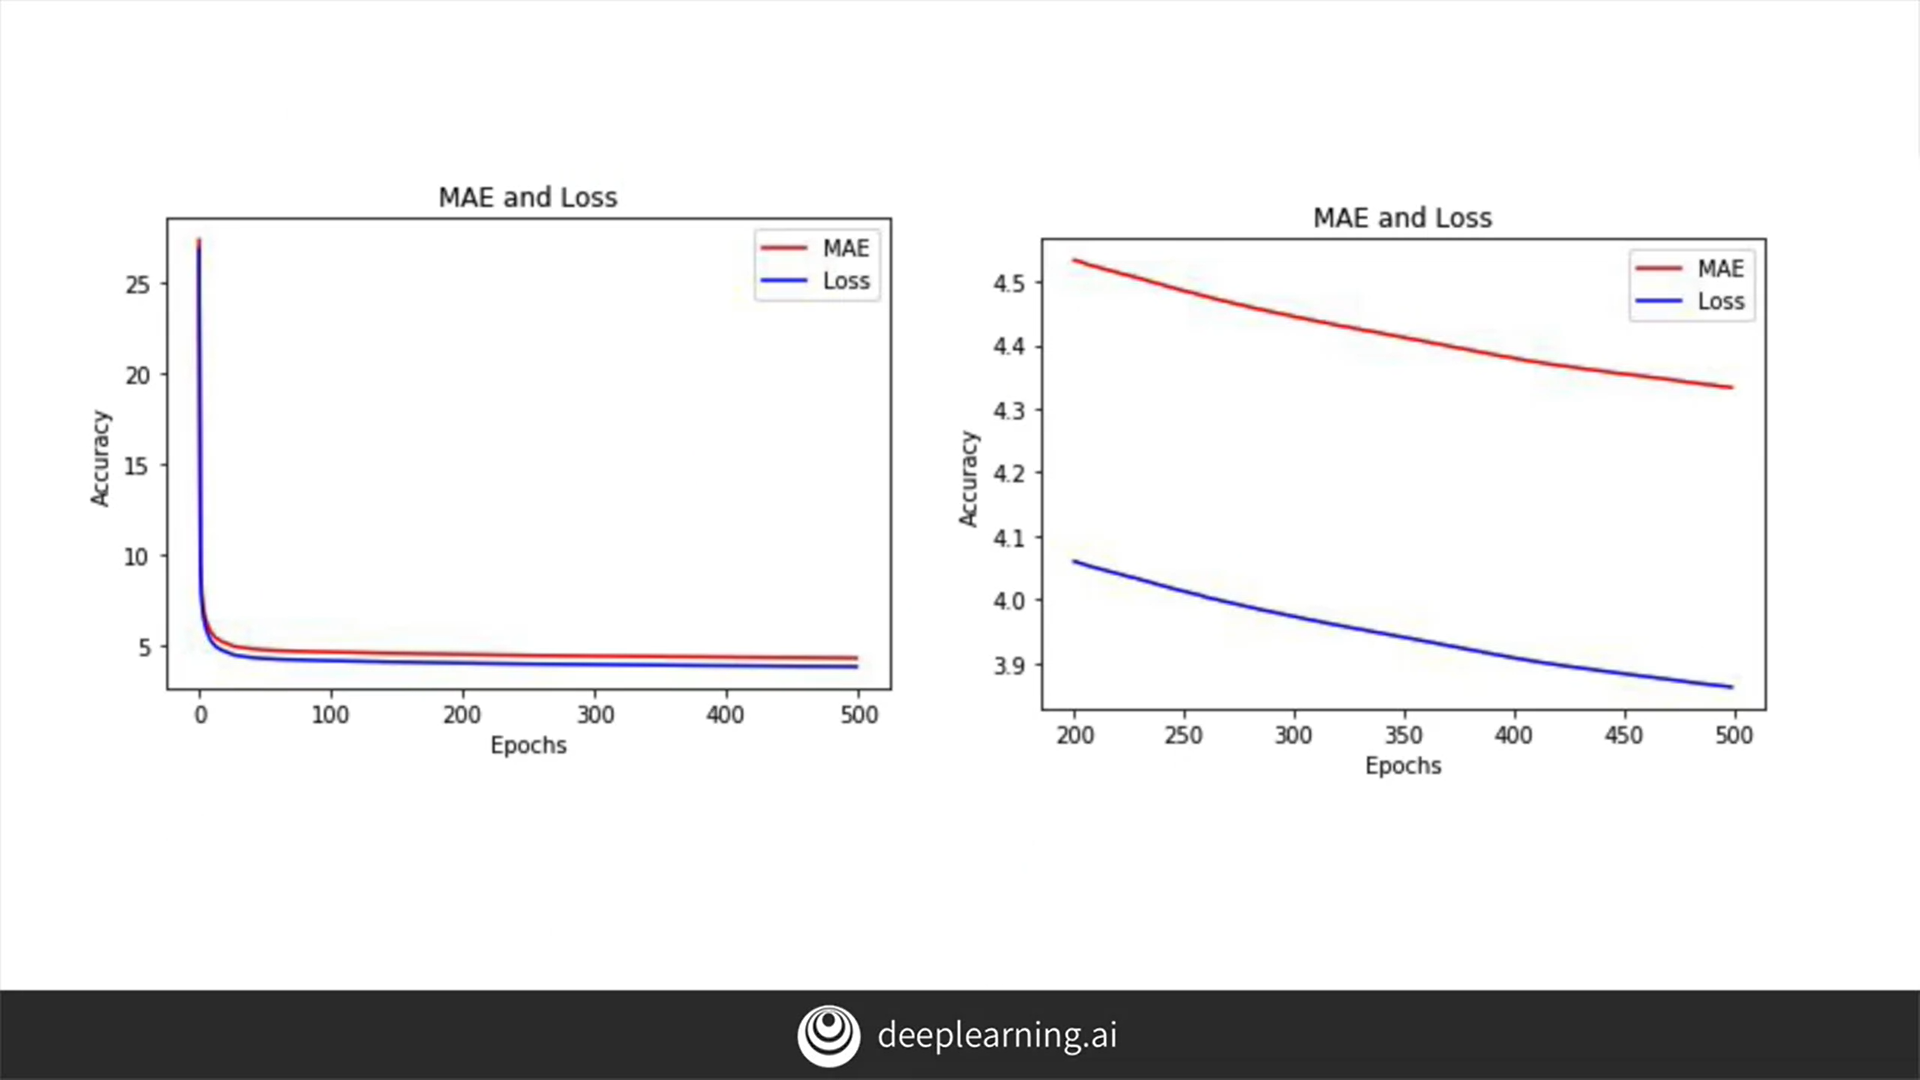 MAE and Loss
MAE
Loss
25
20
15
10
5
Accuracy
0 100 200 300 400 500
Epochs
MAE and Loss
MAE
Loss
4.5
4.4
4.3
4.2
4.1
4.0
3.9
Accuracy
200 250 300 350 400 450 500
Epochs
deeplearning.ai